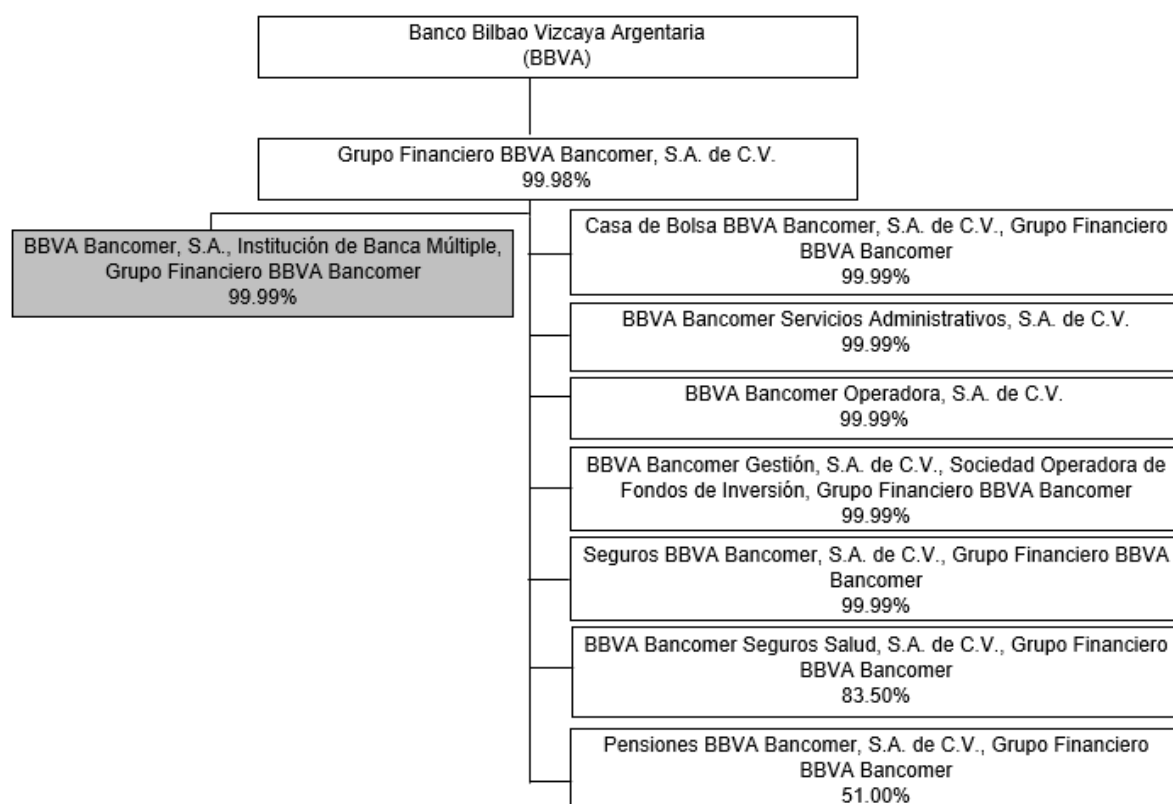 Banco Bilbao Vizcaya Argentaria
(BBVA)
Grupo Financiero BBVA Bancomer, S.A. de C.V.
99.98%
BBVA Bancomer, S.A., Institución de Banca Múltiple,
Grupo Financiero BBVA Bancomer
99.99%
Casa de Bolsa BBVA Bancomer, S.A. de C.V., Grupo Financiero
BBVA Bancomer
99.99%
BBVA Bancomer Servicios Administrativos, S.A. de C.V.
99.99%
BBVA Bancomer Operadora, S.A. de C.V.
99.99%
BBVA Bancomer Gestión, S.A. de C.V., Sociedad Operadora de
Fondos de Inversión, Grupo Financiero BBVA Bancomer
99.99%
Seguros BBVA Bancomer, S.A. de C.V., Grupo Financiero BBVA
Bancomer
99.99%
BBVA Bancomer Seguros Salud, S.A. de C.V., Grupo Financiero
BBVA Bancomer
83.50%
Pensiones BBVA Bancomer, S.A. de C.V., Grupo Financiero
BBVA Bancomer
51.00%